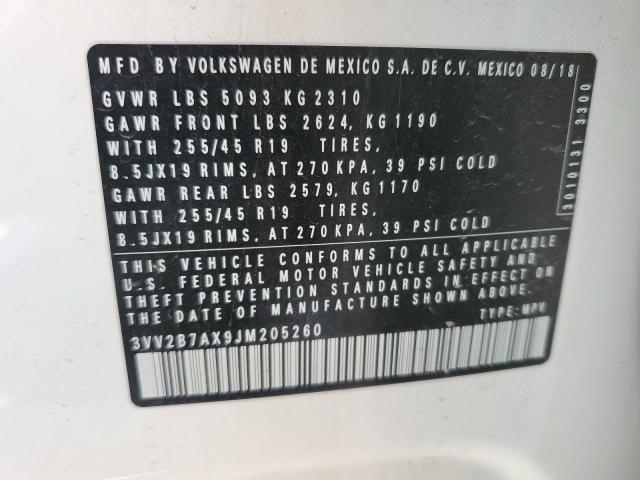 MFD BY VOLKSWAGEN DE MEXICO S.A. DE C.V. MEXICO 08/18
GVWR LBS 5093 KG 2310
GAWR FRONT LBS 2624, KG 1190
WITH 255/45 R19 TIRES,
8.5JX19 RIMS, AT 270 KPA, 39 PSI COLD
GAWR REAR LBS 2579, KG 1170
WITH 255/45 R19 TIRES,
8.5JX19 RIMS, AT 270 KPA, 39 PSI COLD
3010131 3300
THIS VEHICLE CONFORMS TO ALL APPLICABLE
U.S. FEDERAL MOTOR VEHICLE SAFETY AND
THEFT PREVENTION STANDARDS IN EFFECT ON
THE DATE OF MANUFACTURE SHOWN ABOVE.
3VV2B7AX9JM205260 TYPE: MPV